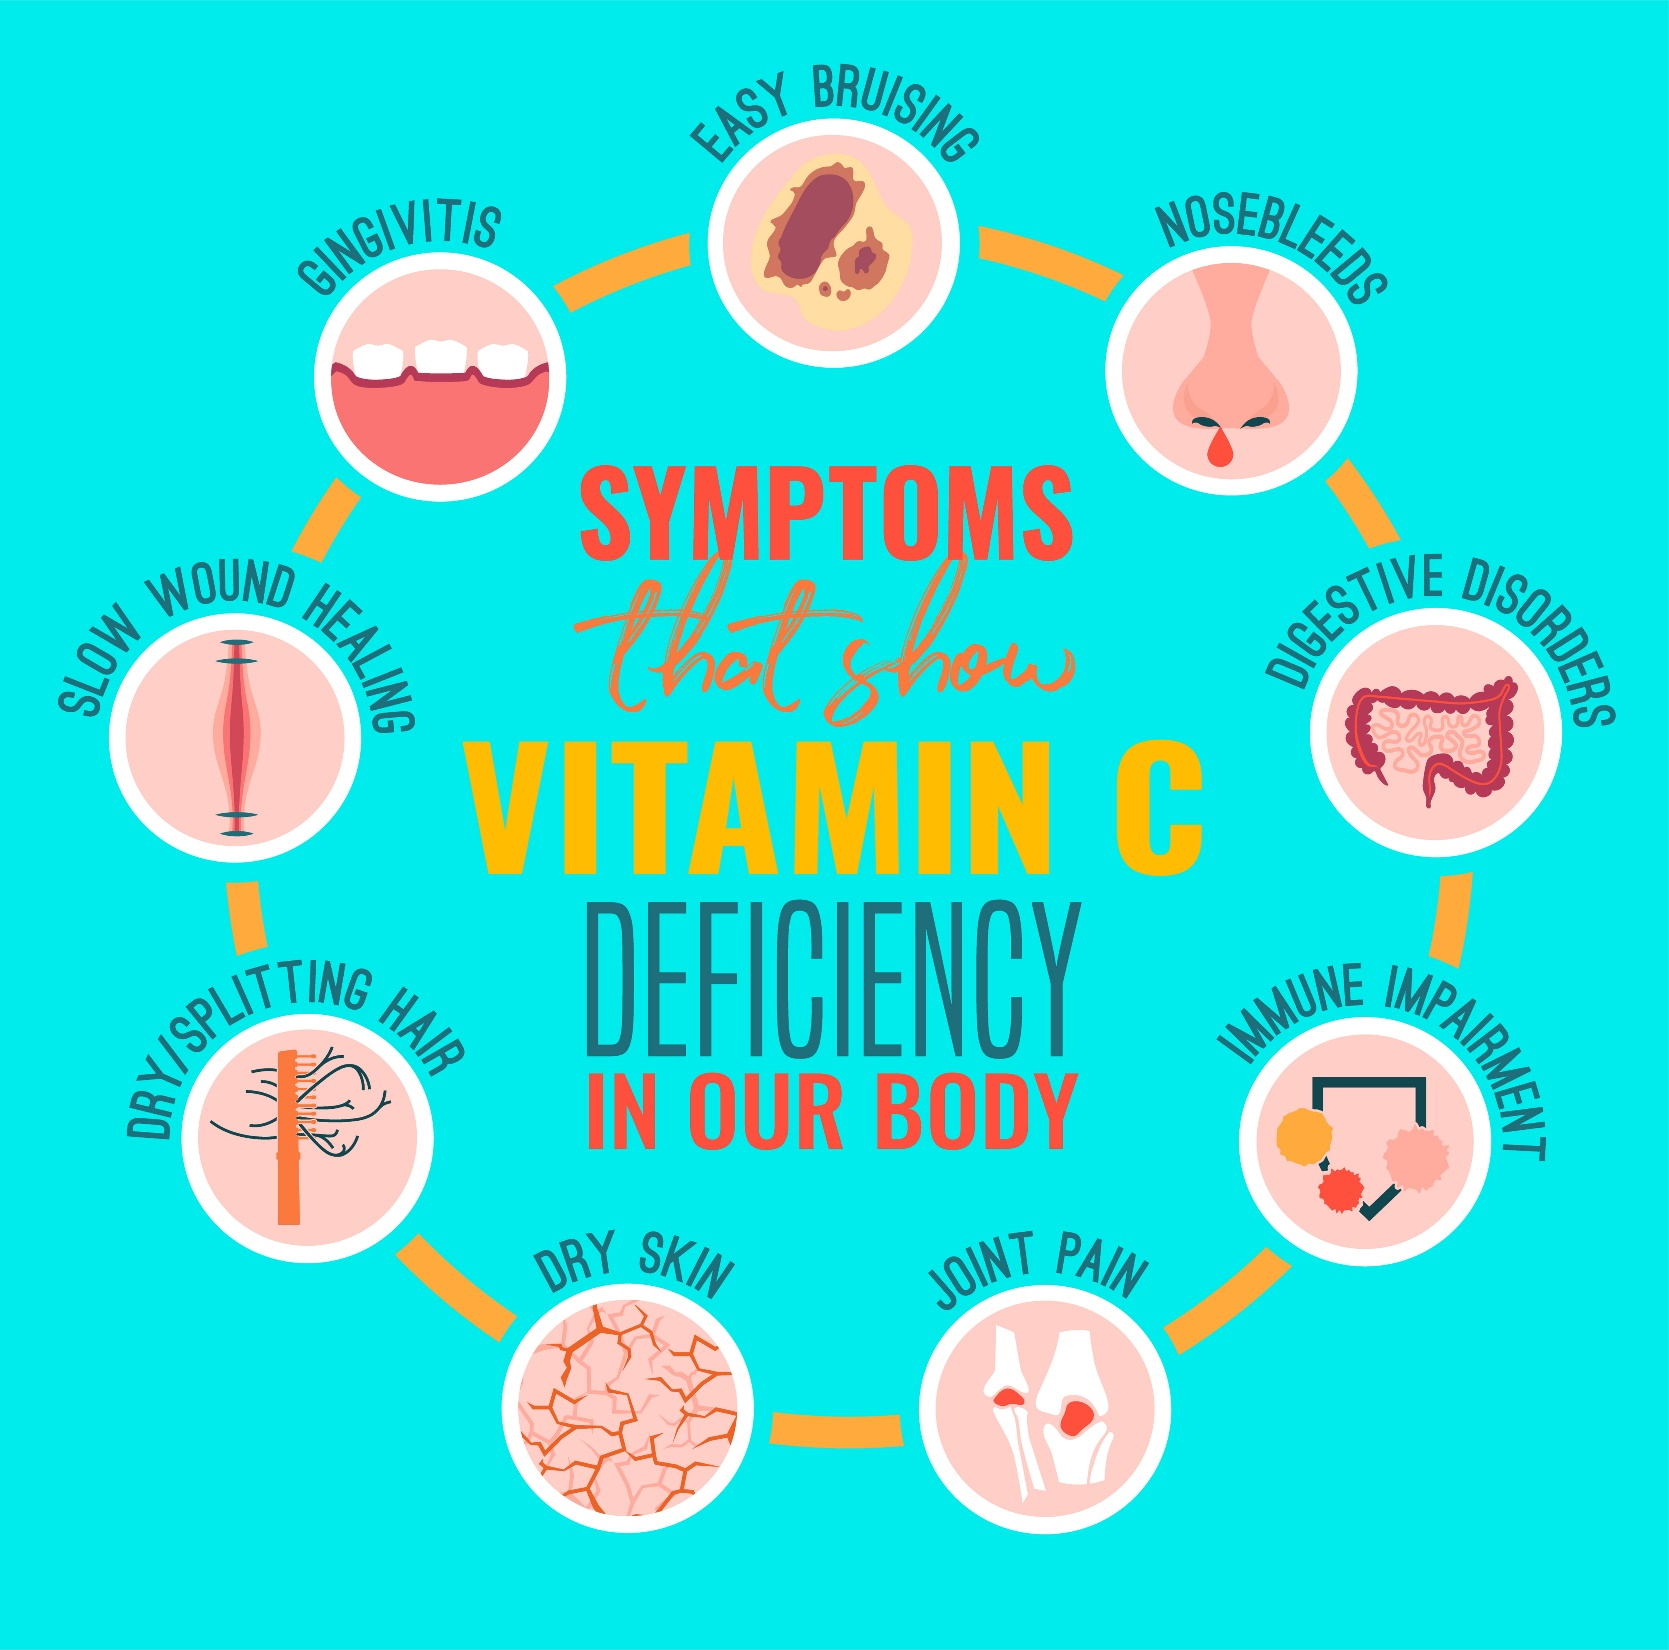 EASY BRUISING
GINGIVITIS
NOSEBLEEDS
SYMPTOMS
that show
VITAMIN C
DEFICIENCY
IN OUR BODY
SLOW WOUND HEALING
DIGESTIVE DISORDERS
DRY/SPLITTING HAIR
IMMUNE IMPAIRMENT
DRY SKIN
JOINT PAIN